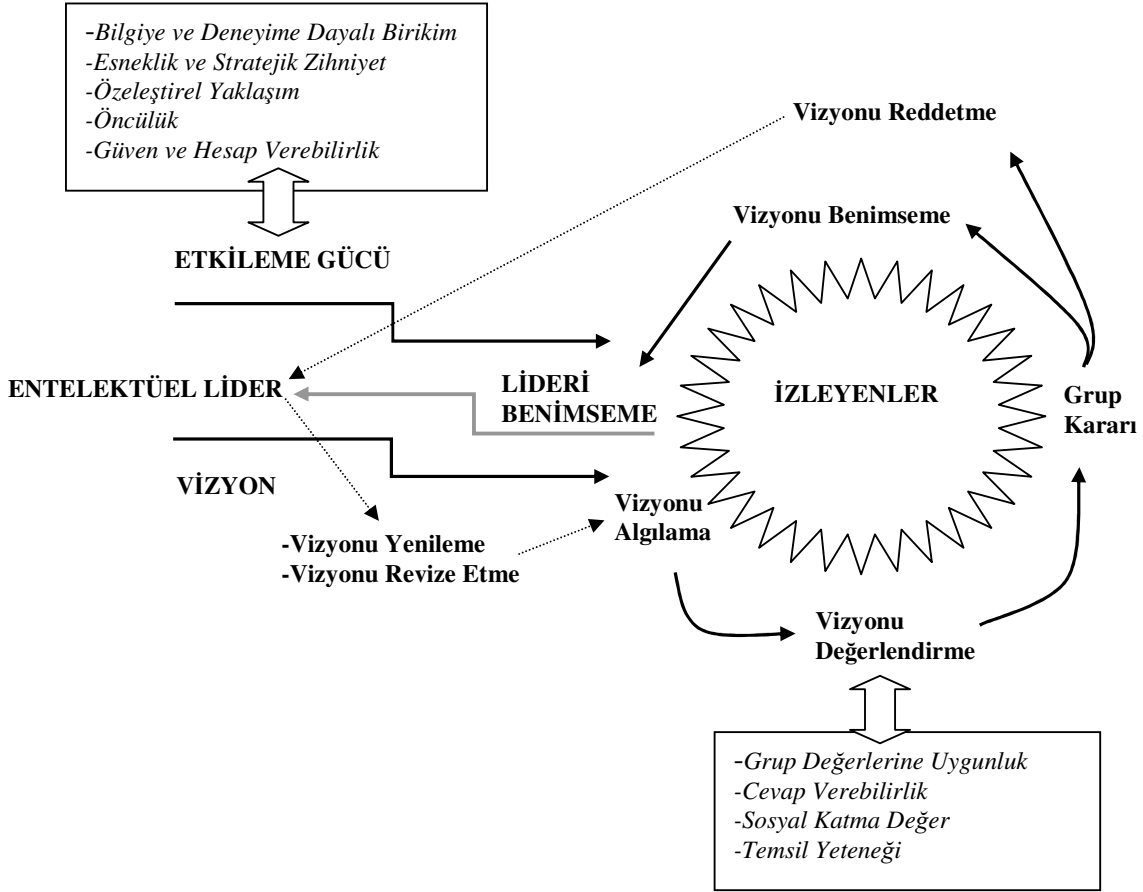 -Bilgiye ve Deneyime Dayalı Birikim
-Esneklik ve Stratejik Zihniyet
-Özeleştirel Yaklaşım
-Öncülük
-Güven ve Hesap Verebilirlik
Vizyonu Reddetme
Vizyonu Benimseme
ETKİLEME GÜCÜ
ENTELEKTÜEL LİDER
LİDERİ
BENİMSEME
İZLEYENLER
Grup
Kararı
VİZYON
Vizyonu
Algılama
-Vizyonu Yenileme
-Vizyonu Revize Etme
Vizyonu
Değerlendirme
-Grup Değerlerine Uygunluk
-Cevap Verebilirlik
-Sosyal Katma Değer
-Temsil Yeteneği